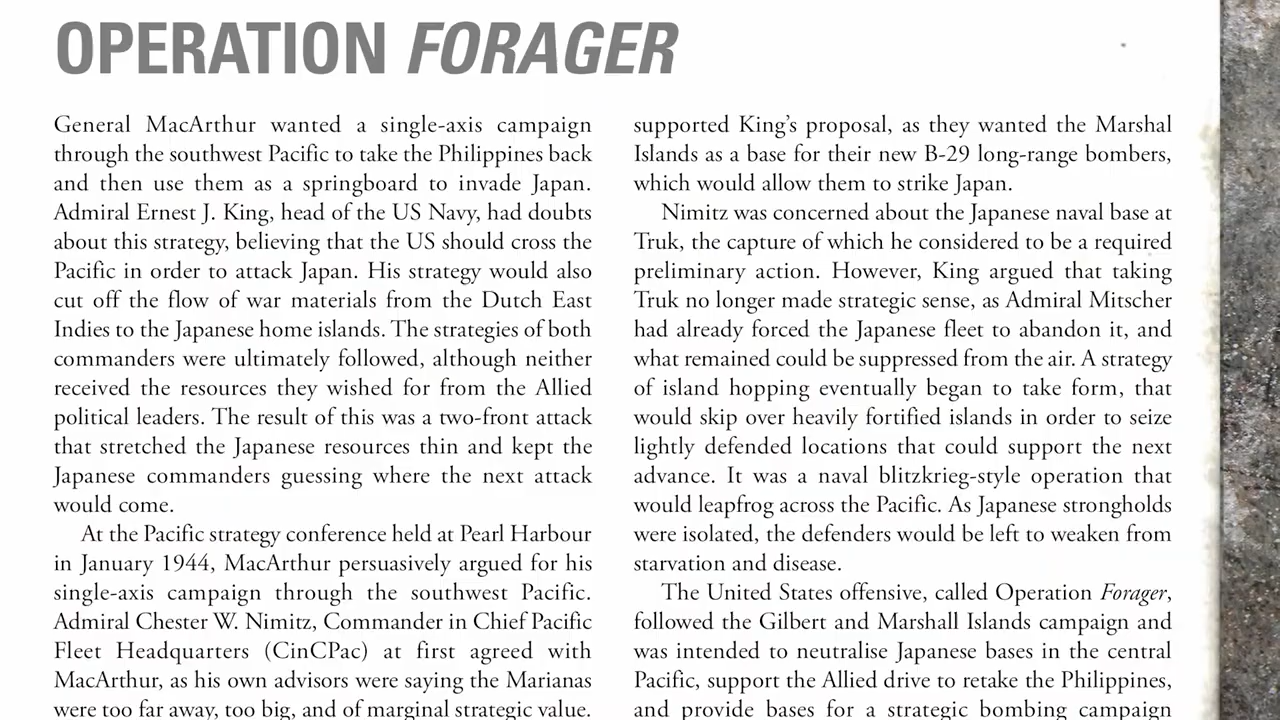 OPERATION FORAGER
General MacArthur wanted a single-axis campaign
through the southwest Pacific to take the Philippines back
and then use them as a springboard to invade Japan.
Admiral Ernest J. King, head of the US Navy, had doubts
about this strategy, believing that the US should cross the
Pacific in order to attack Japan. His strategy would also
cut off the flow of war materials from the Dutch East
Indies to the Japanese home islands. The strategies of both
commanders were ultimately followed, although neither
received the resources they wished for from the Allied
political leaders. The result of this was a two-front attack
that stretched the Japanese resources thin and kept the
Japanese commanders guessing where the next attack
would come.
At the Pacific strategy conference held at Pearl Harbour
in January 1944, MacArthur persuasively argued for his
single-axis campaign through the southwest Pacific.
Admiral Chester W. Nimitz, Commander in Chief Pacific
Fleet Headquarters (CinCPac) at first agreed with
MacArthur, as his own advisors were saying the Marianas
were too far away, too big, and of marginal strategic value.
supported King's proposal, as they wanted the Marshal
Islands as a base for their new B-29 long-range bombers,
which would allow them to strike Japan.
Nimitz was concerned about the Japanese naval base at
Truk, the capture of which he considered to be a required
preliminary action. However, King argued that taking
Truk no longer made strategic sense, as Admiral Mitscher
had already forced the Japanese fleet to abandon it, and
what remained could be suppressed from the air. A strategy
of island hopping eventually began to take form, that
would skip over heavily fortified islands in order to seize
lightly defended locations that could support the next
advance. It was a naval blitzkrieg-style operation that
would leapfrog across the Pacific. As Japanese strongholds
were isolated, the defenders would be left to weaken from
starvation and disease.
The United States offensive, called Operation Forager,
followed the Gilbert and Marshall Islands campaign and
was intended to neutralise Japanese bases in the central
Pacific, support the Allied drive to retake the Philippines,
and provide bases for a strategic bombing campaign